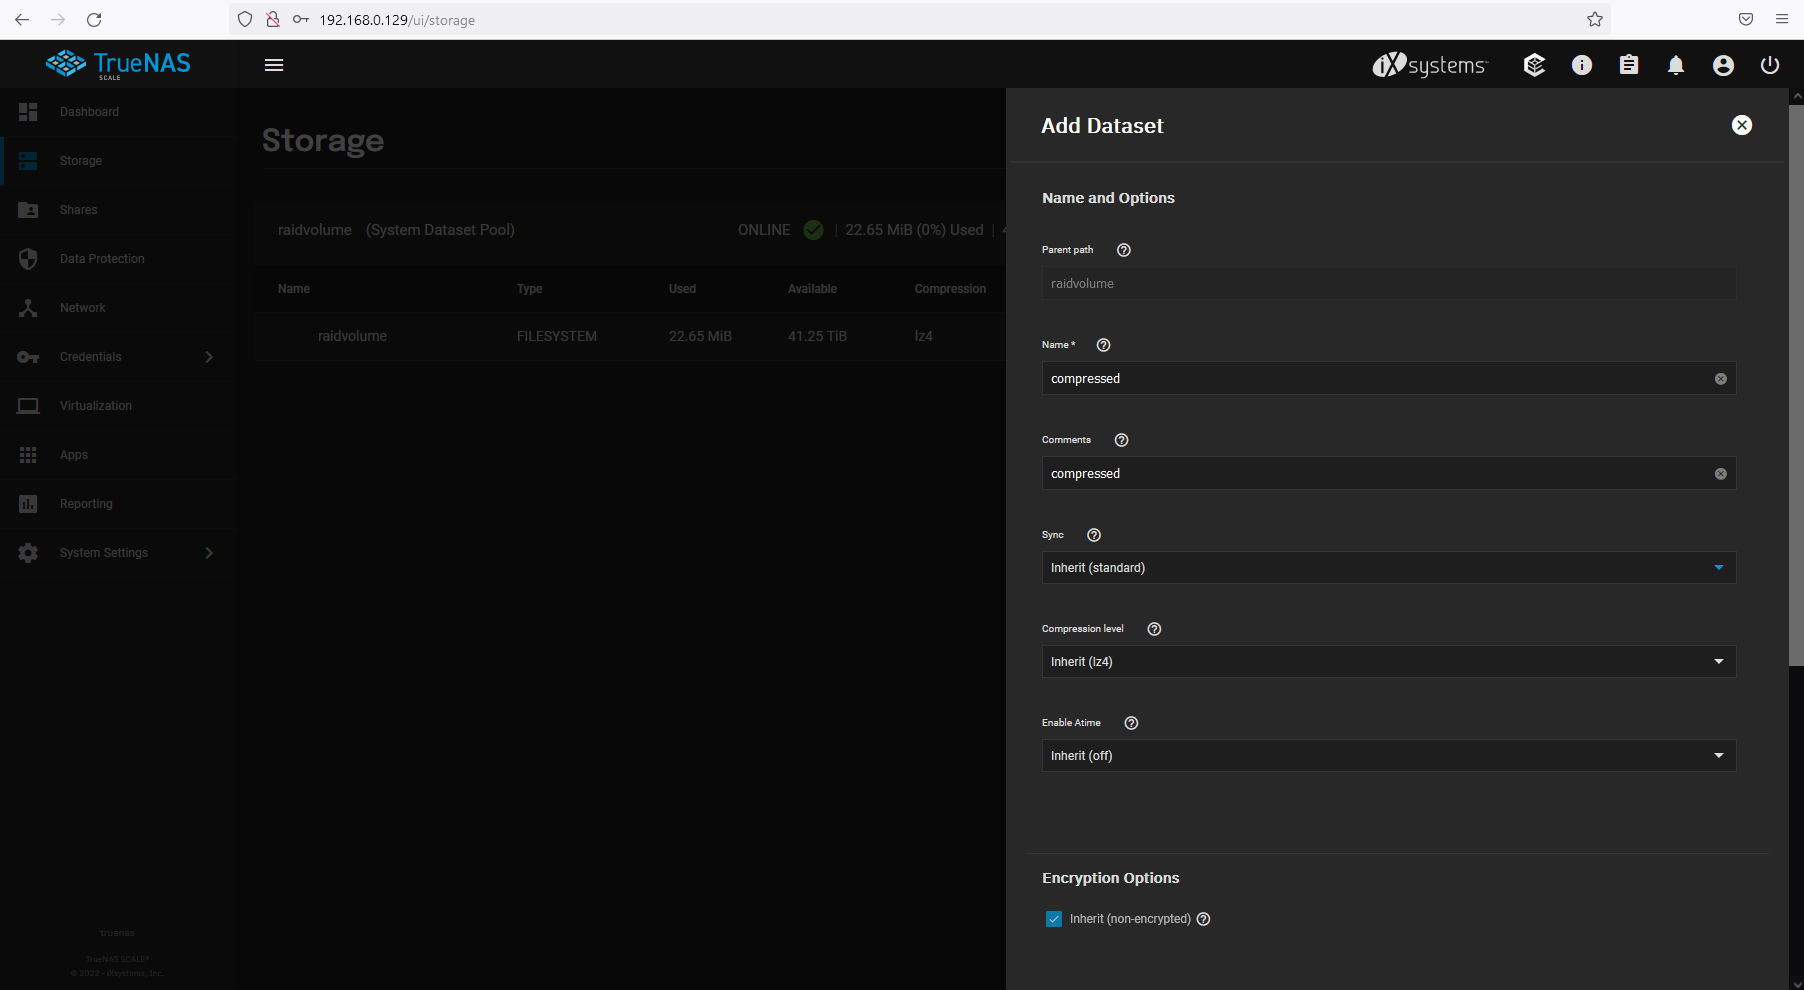 192.168.0.129/ui/storage
TrueNAS
SCALE
iXsystems™
Dashboard
Storage
Shares
Data Protection
Network
Credentials
Virtualization
Apps
Reporting
System Settings
truenas
TrueNAS SCALE®
© 2022 - iXsystems, Inc.
Storage
raidvolume (System Dataset Pool) ONLINE | 22.65 MiB (0%) Used | 4
Name Type Used Available Compression
raidvolume FILESYSTEM 22.65 MiB 41.25 TiB lz4
Add Dataset
Name and Options
Parent path
raidvolume
Name *
compressed
Comments
compressed
Sync
Inherit (standard)
Compression level
Inherit (lz4)
Enable Atime
Inherit (off)
Encryption Options
Inherit (non-encrypted)